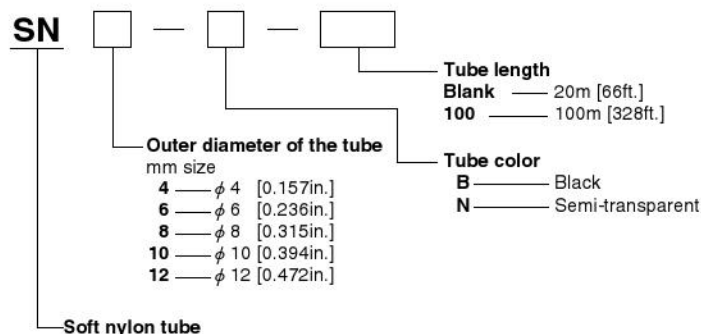 SN □ — □ — □
Tube length
Blank — 20m [66ft.]
100 — 100m [328ft.]
Outer diameter of the tube
mm size
4 — ϕ 4 [0.157in.]
6 — ϕ 6 [0.236in.]
8 — ϕ 8 [0.315in.]
10 — ϕ 10 [0.394in.]
12 — ϕ 12 [0.472in.]
Tube color
B — Black
N — Semi-transparent
Soft nylon tube